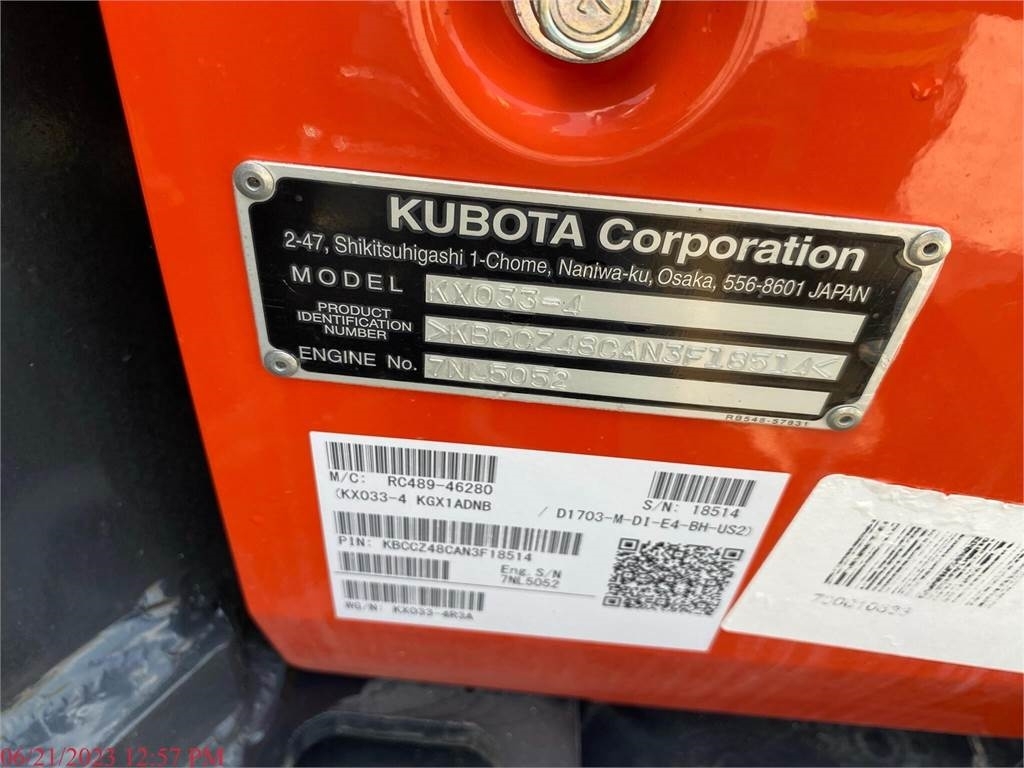 KUBOTA Corporation
2-47, Shikitsuhigashi 1-Chome, Naniwa-ku, Osaka, 556-8601 JAPAN
MODEL KX033-4
PRODUCT
IDENTIFICATION
NUMBER >KBCCZ48CAN3F18514<
ENGINE No. 7NL5052
RB548-57831
M/C: RC489-46280
S/N: 18514
(KX033-4 KGX1ADNB / D1703-M-DI-E4-BH-US2)
PIN: KBCCZ48CAN3F18514
Eng. S/N
7NL5052
WG/N: KX033-4R3A
06/21/2023 12:57 PM